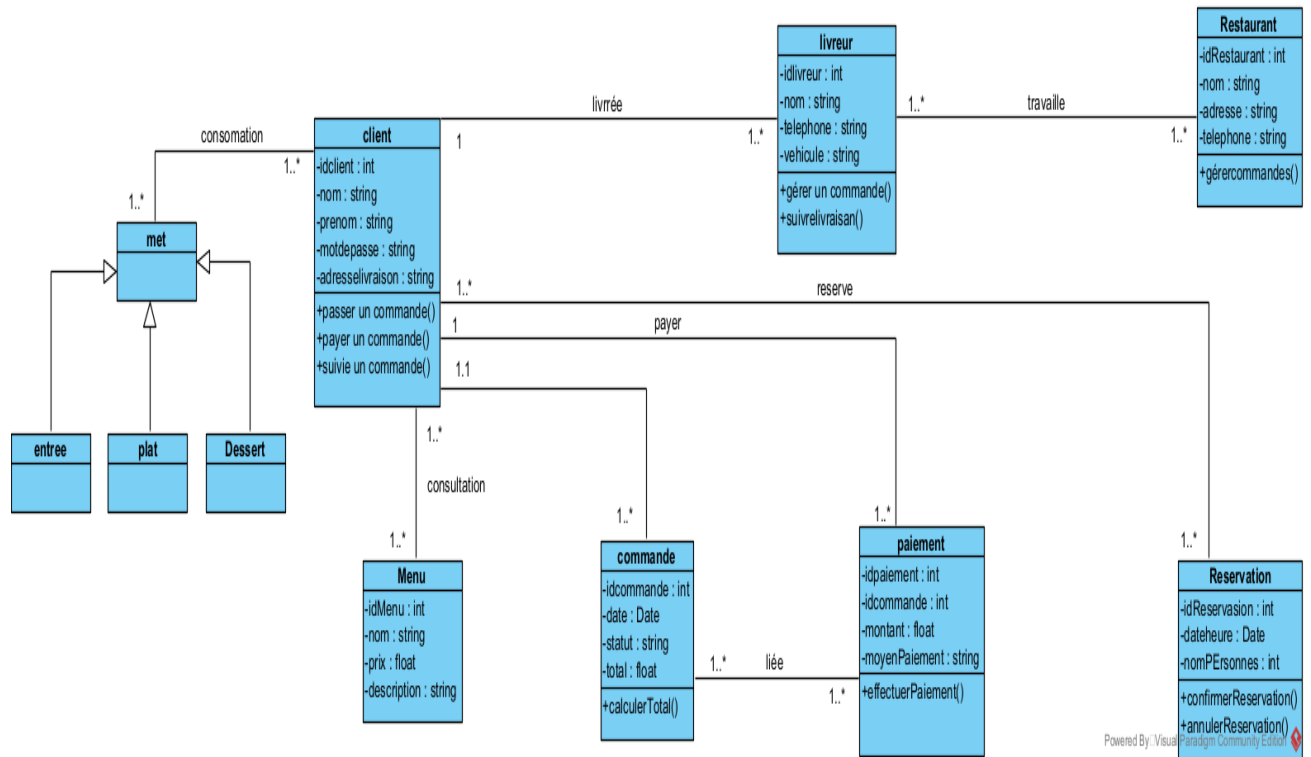 livreur
-idlivreur : int
-nom : string
-telephone : string
-vehicule : string
+gérer un commande()
+suivrelivraisan()
Restaurant
-idRestaurant : int
-nom : string
-adresse : string
-telephone : string
+gérercommandes()
livrrée
1
1..*
1..*
travaille
1..*
consomation
1..*
1..*
client
-idclient : int
-nom : string
-prenom : string
-motdepasse : string
-adresselivraison : string
+passer un commande()
+payer un commande()
+suivie un commande()
met
entree
plat
Dessert
1..*
reserve
1..*
1
payer
1..*
1.1
1..*
1..*
consultation
1..*
Menu
-idMenu : int
-nom : string
-prix : float
-description : string
commande
-idcommande : int
-date : Date
-statut : string
-total : float
+calculerTotal()
1..*
liée
1..*
paiement
-idpaiement : int
-idcommande : int
-montant : float
-moyenPaiement : string
+effectuerPaiement()
Reservation
-idReservasion : int
-dateheure : Date
-nomPErsonnes : int
+confirmerReservation()
+annulerReservation()
Powered By Visual Paradigm Community Edition